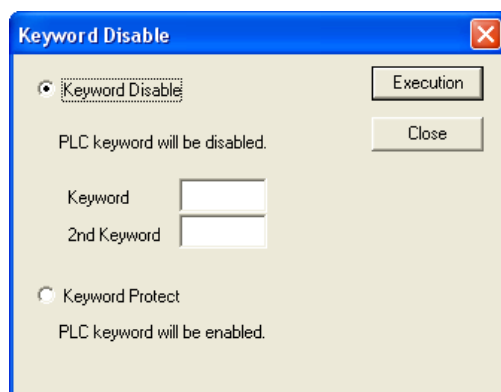 Keyword Disable
Keyword Disable
Execution
PLC keyword will be disabled.
Close
Keyword
2nd Keyword
Keyword Protect
PLC keyword will be enabled.